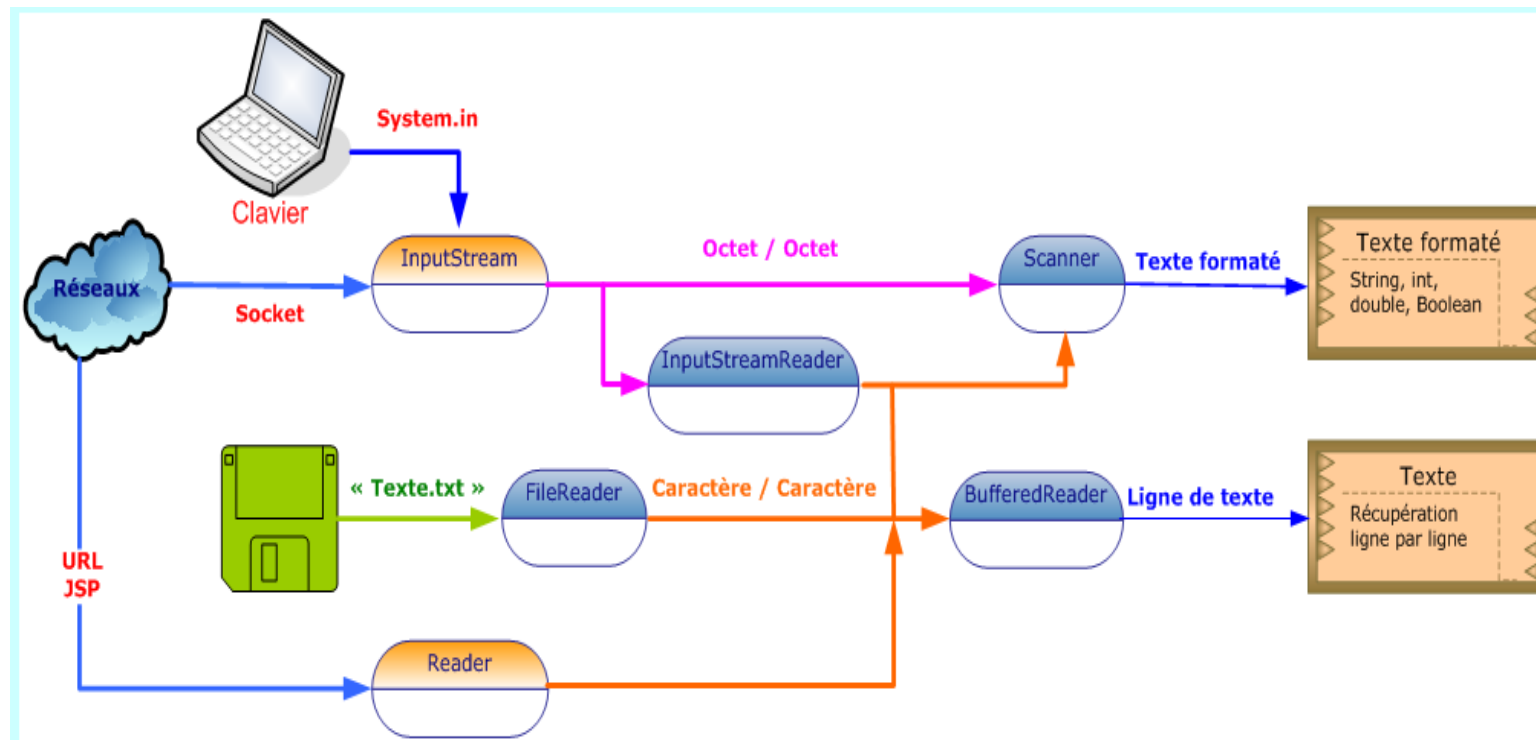 System.in
Clavier
Réseaux
Socket
InputStream
Octet / Octet
Scanner
Texte formaté
Texte formaté
String, int,
double, Boolean
InputStreamReader
« Texte.txt »
FileReader
Caractère / Caractère
BufferedReader
Ligne de texte
Texte
Récupération
ligne par ligne
URL
JSP
Reader